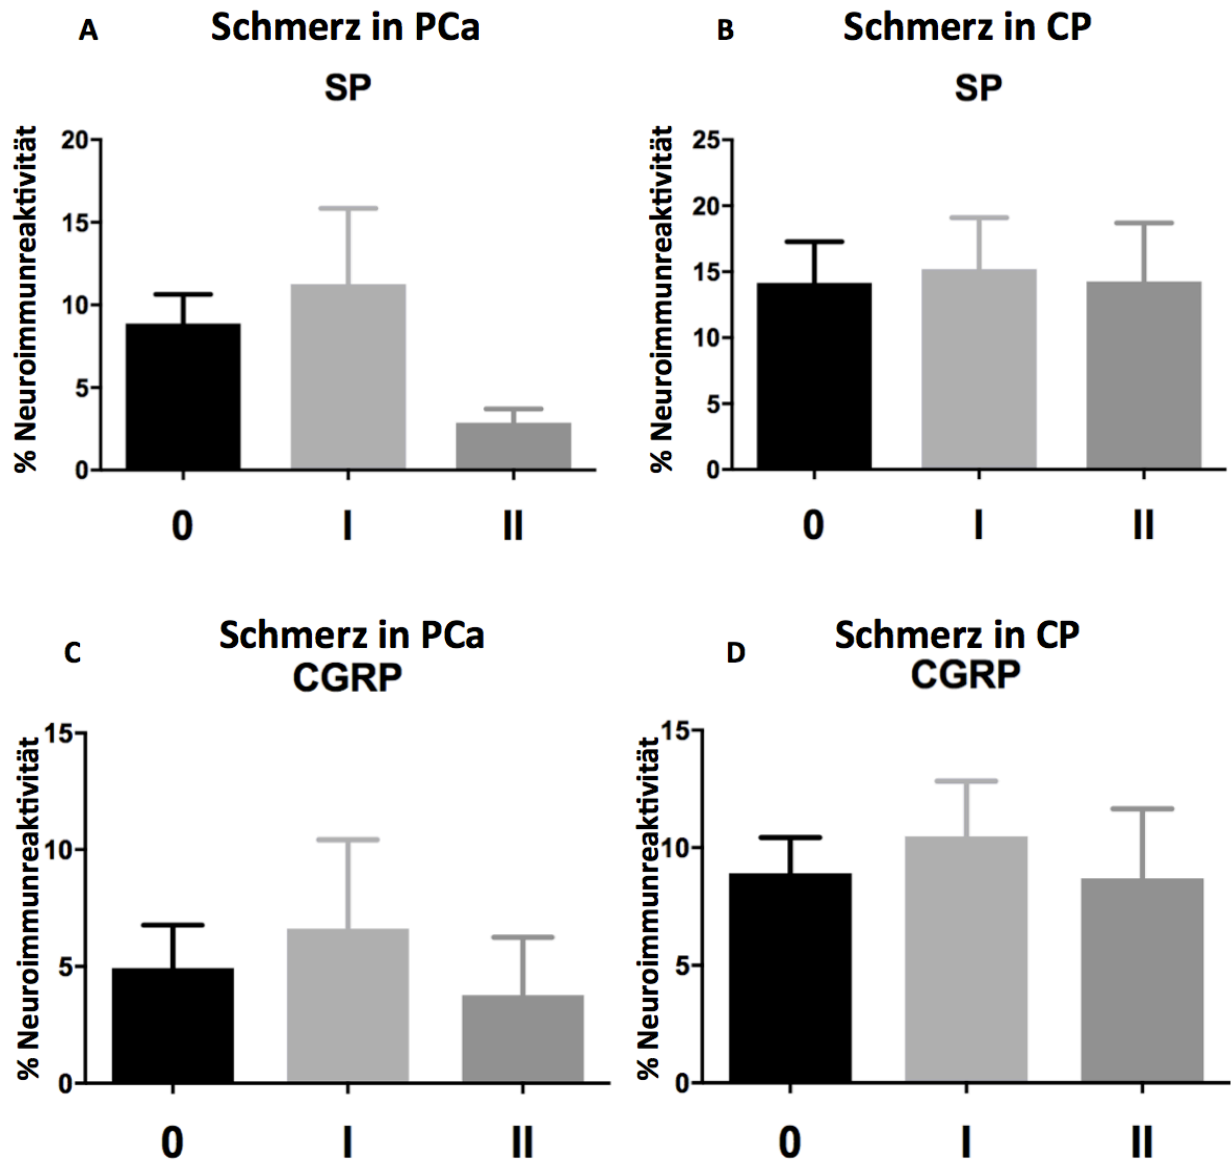 A Schmerz in PCa
SP
% Neuroimmunreaktivität
20
15
10
5
0
0 I II
B Schmerz in CP
SP
% Neuroimmunreaktivität
25
20
15
10
5
0
0 I II
C Schmerz in PCa
CGRP
% Neuroimmunreaktivität
15
10
5
0
0 I II
D Schmerz in CP
CGRP
% Neuroimmunreaktivität
15
10
5
0
0 I II